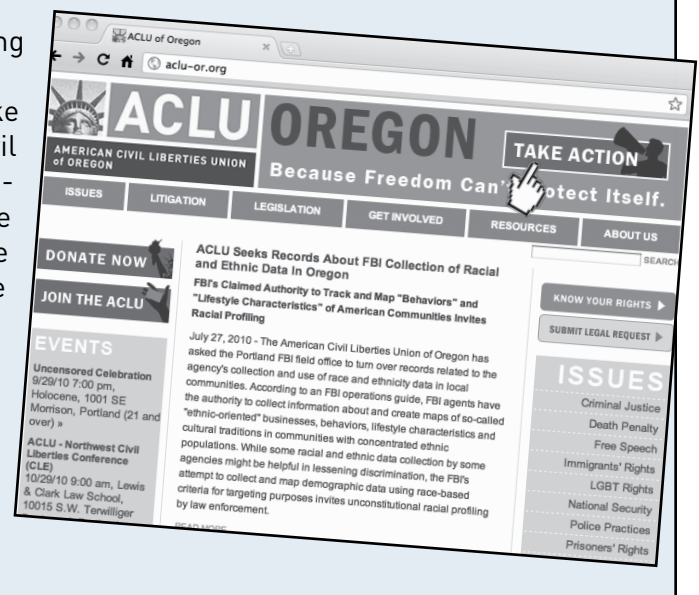 ng
ke
il
-
e
e
e
ACLU of Oregon
aclu-or.org
ACLU
AMERICAN CIVIL LIBERTIES UNION
of OREGON
OREGON
TAKE ACTION
Because Freedom Can't Protect Itself.
ISSUES
LITIGATION
LEGISLATION
GET INVOLVED
RESOURCES
ABOUT US
SEARCH
DONATE NOW
JOIN THE ACLU
EVENTS
Uncensored Celebration
9/29/10 7:00 pm,
Holocene, 1001 SE
Morrison, Portland (21 and
over) »
ACLU - Northwest Civil
Liberties Conference
(CLE)
10/29/10 9:00 am, Lewis
& Clark Law School,
10015 S.W. Terwilliger
ACLU Seeks Records About FBI Collection of Racial
and Ethnic Data in Oregon
FBI's Claimed Authority to Track and Map "Behaviors" and
"Lifestyle Characteristics" of American Communities Invites
Racial Profiling
July 27, 2010 - The American Civil Liberties Union of Oregon has
asked the Portland FBI field office to turn over records related to the
agency's collection and use of race and ethnicity data in local
communities. According to an FBI operations guide, FBI agents have
the authority to collect information about and create maps of so-called
"ethnic-oriented" businesses, behaviors, lifestyle characteristics and
cultural traditions in communities with concentrated ethnic
populations. While some racial and ethnic data collection by some
agencies might be helpful in lessening discrimination, the FBI's
attempt to collect and map demographic data using race-based
criteria for targeting purposes invites unconstitutional racial profiling
by law enforcement.
READ MORE
KNOW YOUR RIGHTS
SUBMIT LEGAL REQUEST
ISSUES
Criminal Justice
Death Penalty
Free Speech
Immigrants' Rights
LGBT Rights
National Security
Police Practices
Prisoners' Rights